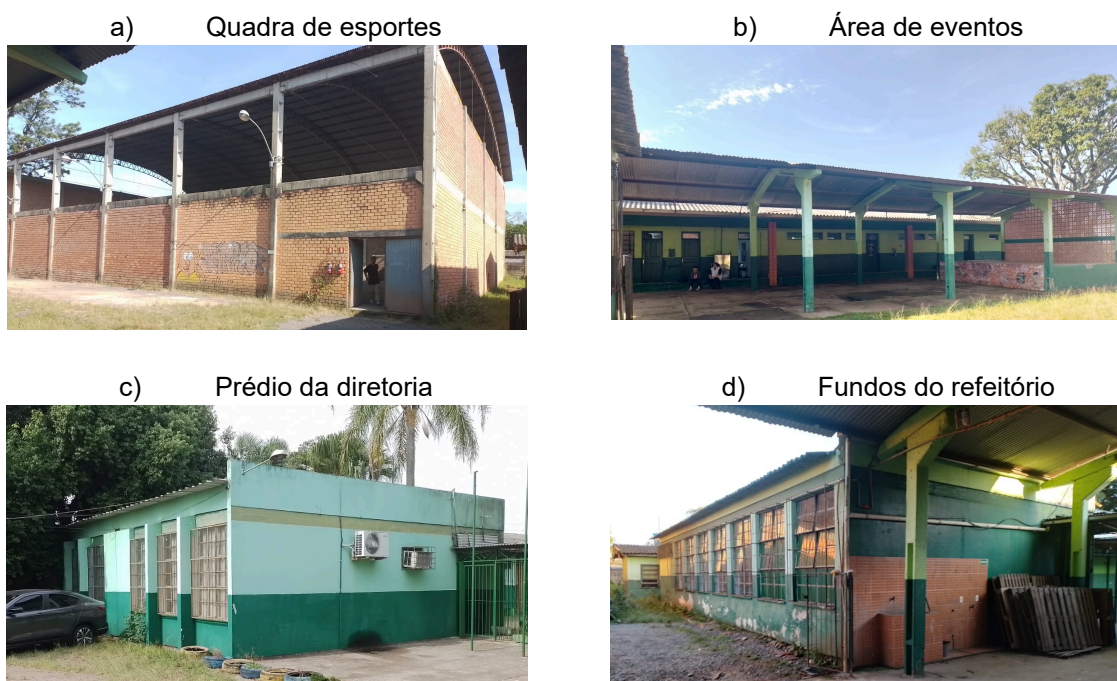 a) Quadra de esportes
b) Área de eventos
c) Prédio da diretoria
d) Fundos do refeitório